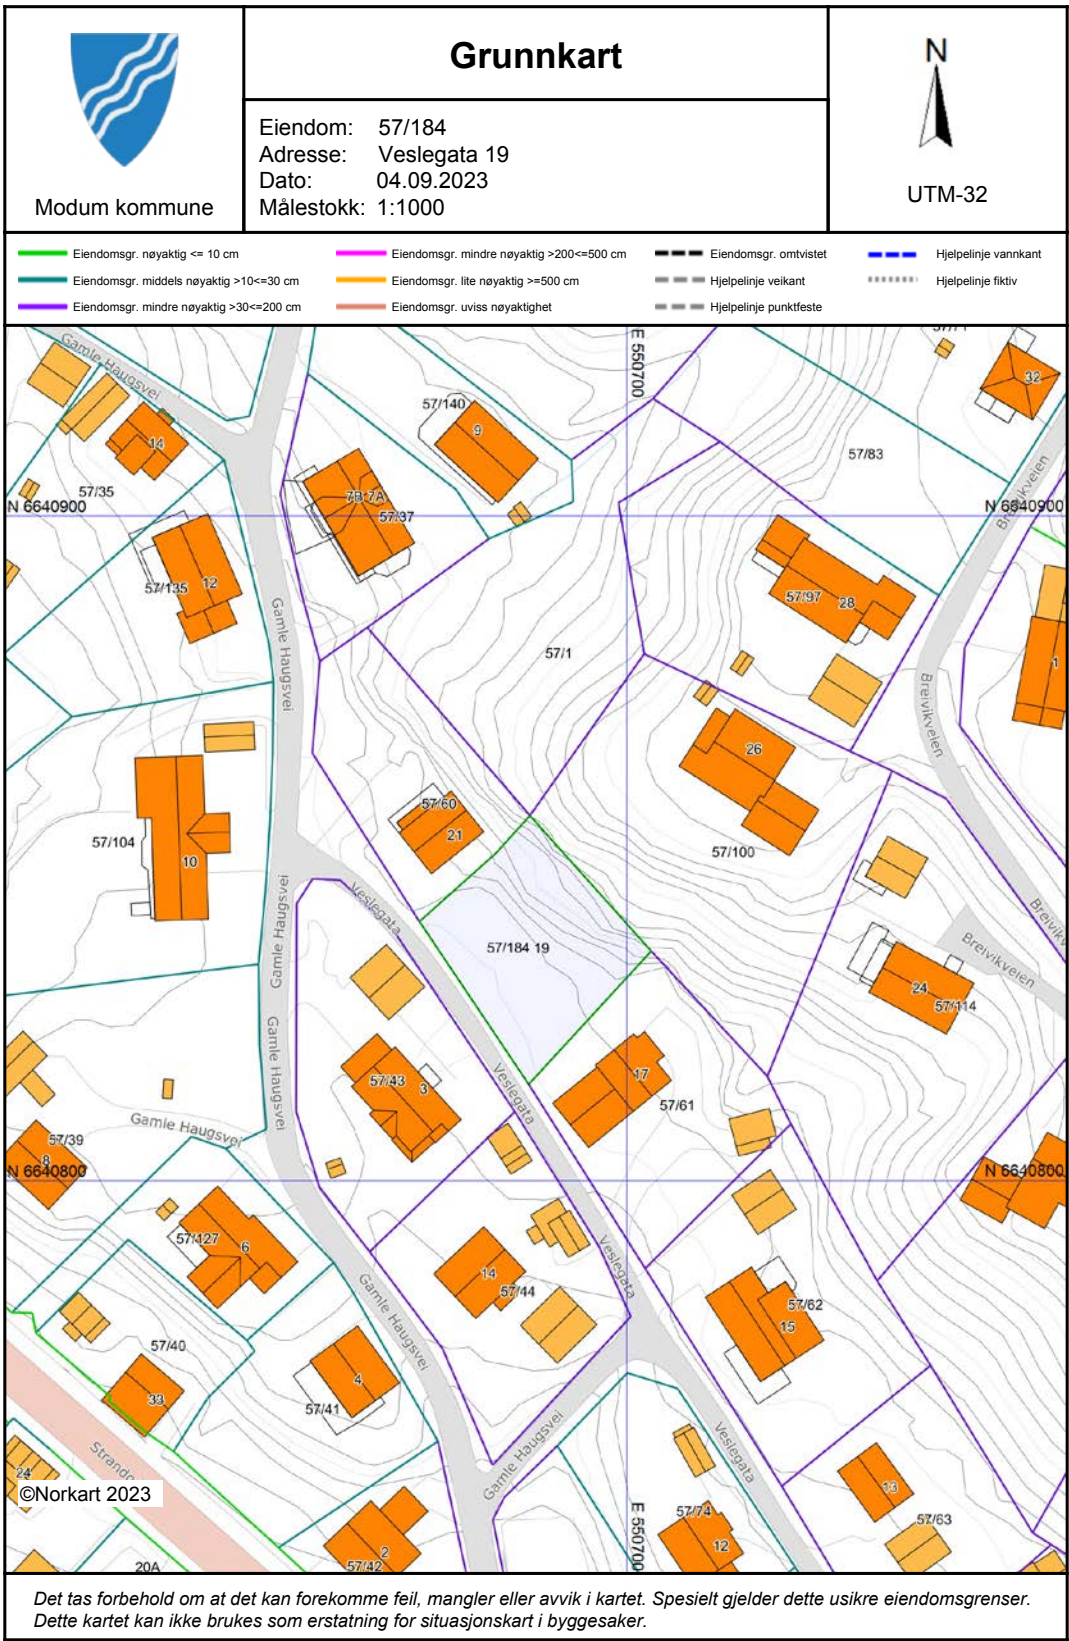 Grunnkart
N
Eiendom: 57/184
Adresse: Veslegata 19
Dato: 04.09.2023
Målestokk: 1:1000
Modum kommune
UTM-32
Eiendomsgr. nøyaktig <= 10 cm
Eiendomsgr. mindre nøyaktig >200<=500 cm
Eiendomsgr. omtvistet
Hjelpelinje vannkant
Eiendomsgr. middels nøyaktig >10<=30 cm
Eiendomsgr. lite nøyaktig >=500 cm
Hjelpelinje veikant
Hjelpelinje fiktiv
Eiendomsgr. mindre nøyaktig >30<=200 cm
Eiendomsgr. uviss nøyaktighet
Hjelpelinje punktfeste
Gamle Haugsvei
E 550700
32
57/140
9
14
57/83
57/35
7B 7A
57/37
N 6640900
N 6640900
Breivikveien
57/135
12
57/97
28
Gamle Haugsvei
57/1
1
Breivikveien
26
57/60
21
57/104
10
57/100
Veslegata
Gamle Haugsvei
57/184 19
Breivikveien
24
57/114
Gamle Haugsvei
57/43
3
Veslegata
17
57/61
Gamle Haugsvei
57/39
8
N 6640800
N 6640800
57/127
6
14
57/44
Veslegata
57/62
15
Gamle Haugsvei
57/40
33
4
57/41
Gamle Haugsvei
Veslegata
24
©Norkart 2023
13
57/63
57/74
12
E 550700
2
57/42
20A
Det tas forbehold om at det kan forekomme feil, mangler eller avvik i kartet. Spesielt gjelder dette usikre eiendomsgrenser.
Dette kartet kan ikke brukes som erstatning for situasjonskart i byggesaker.